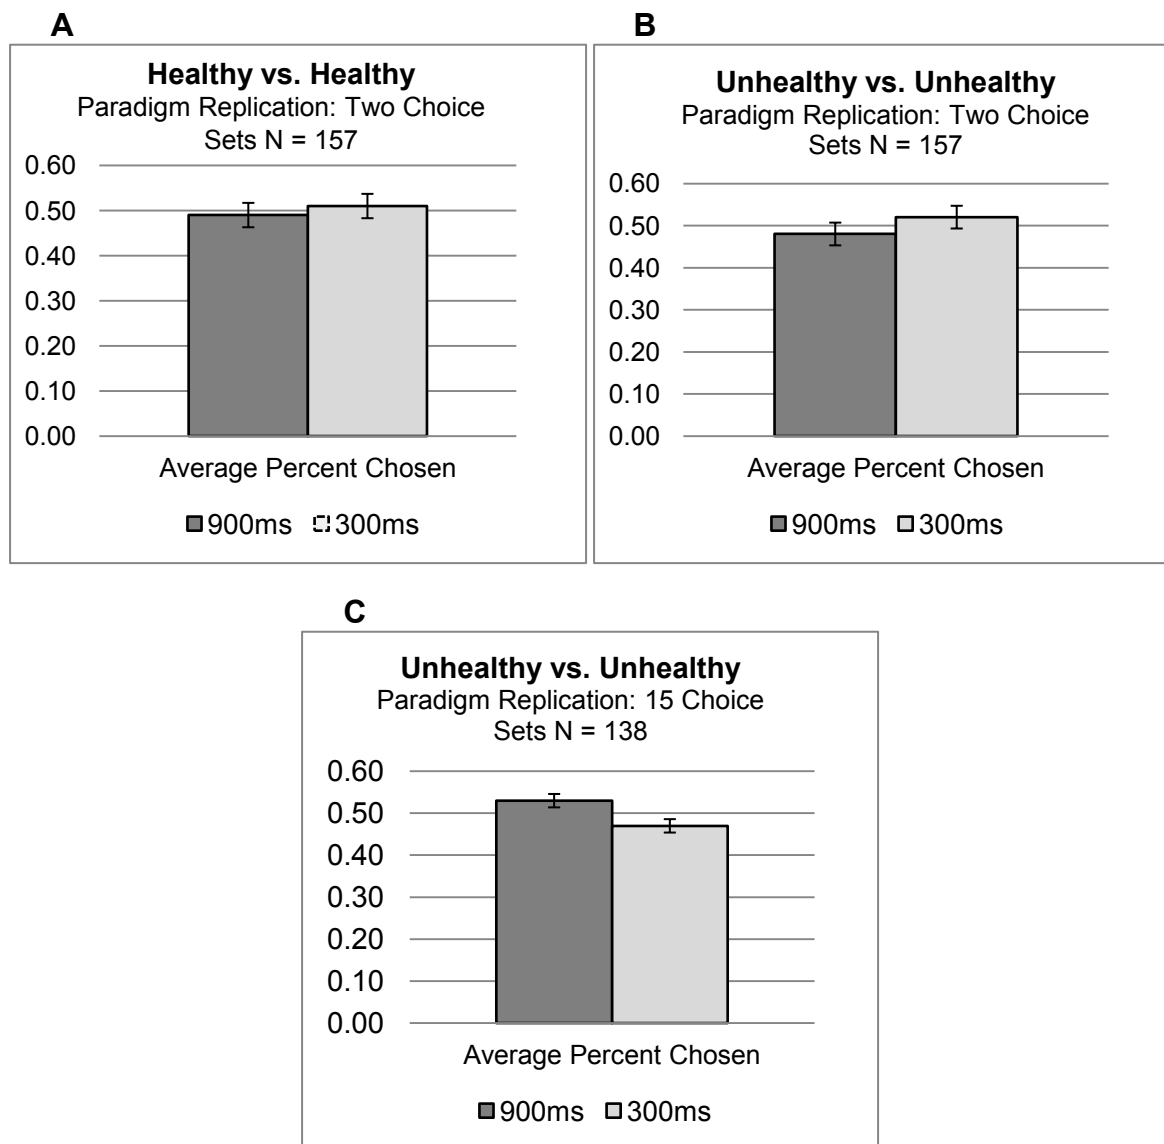 A
Healthy vs. Healthy
Paradigm Replication: Two Choice
Sets N = 157
0.60
0.50
0.40
0.30
0.20
0.10
0.00
Average Percent Chosen
900ms 300ms
B
Unhealthy vs. Unhealthy
Paradigm Replication: Two Choice
Sets N = 157
0.60
0.50
0.40
0.30
0.20
0.10
0.00
Average Percent Chosen
900ms 300ms
C
Unhealthy vs. Unhealthy
Paradigm Replication: 15 Choice
Sets N = 138
0.60
0.50
0.40
0.30
0.20
0.10
0.00
Average Percent Chosen
900ms 300ms